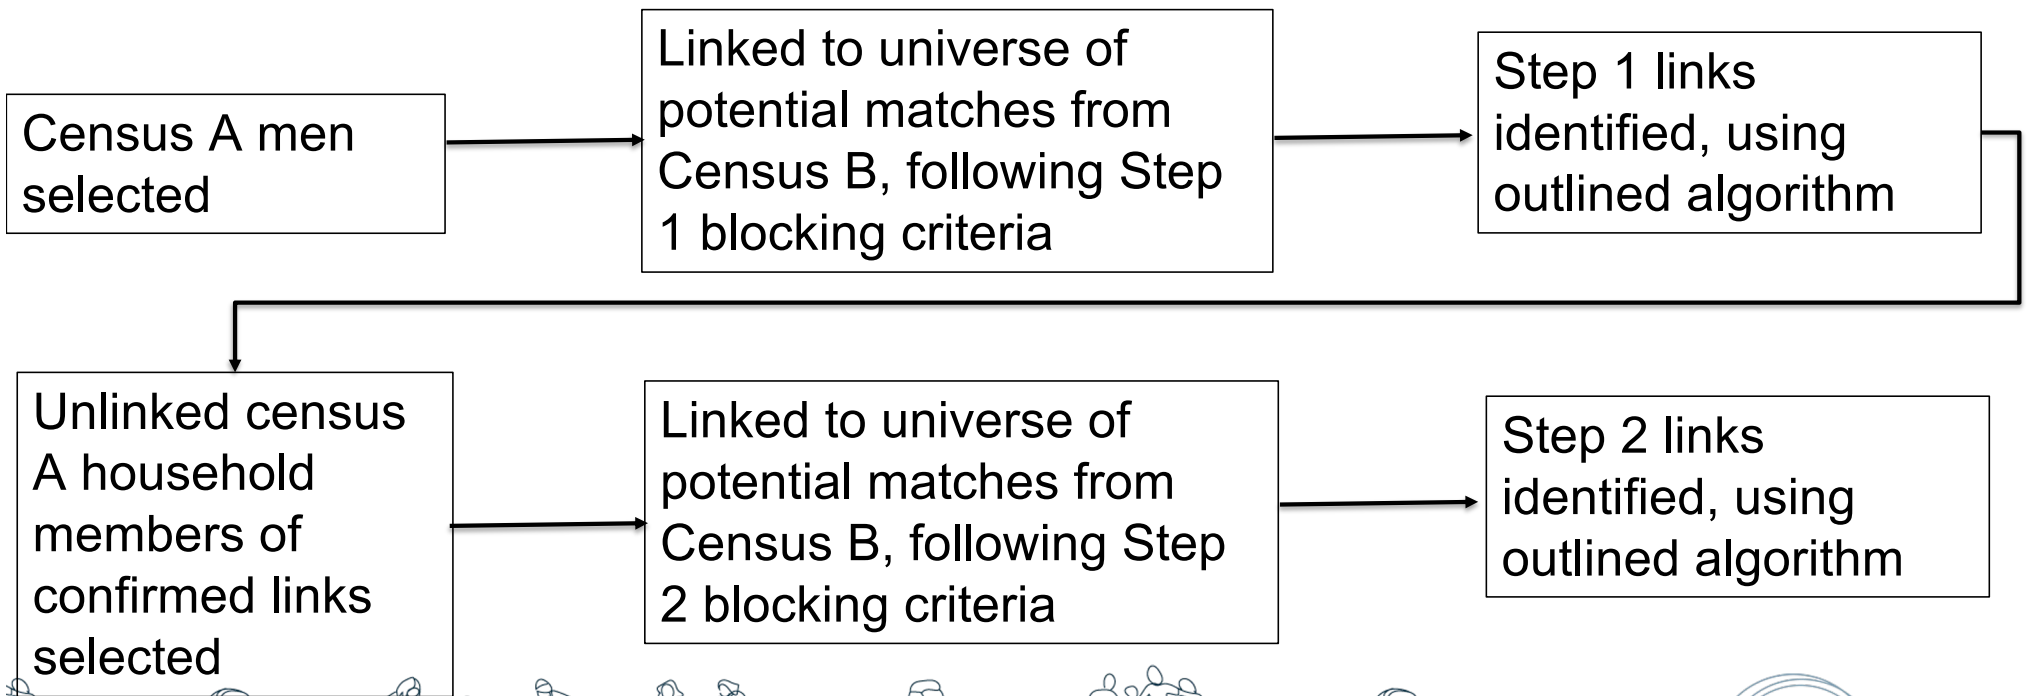 Census A men
selected
Linked to universe of
potential matches from
Census B, following Step
1 blocking criteria
Step 1 links
identified, using
outlined algorithm
Unlinked census
A household
members of
confirmed links
selected
Linked to universe of
potential matches from
Census B, following Step
2 blocking criteria
Step 2 links
identified, using
outlined algorithm